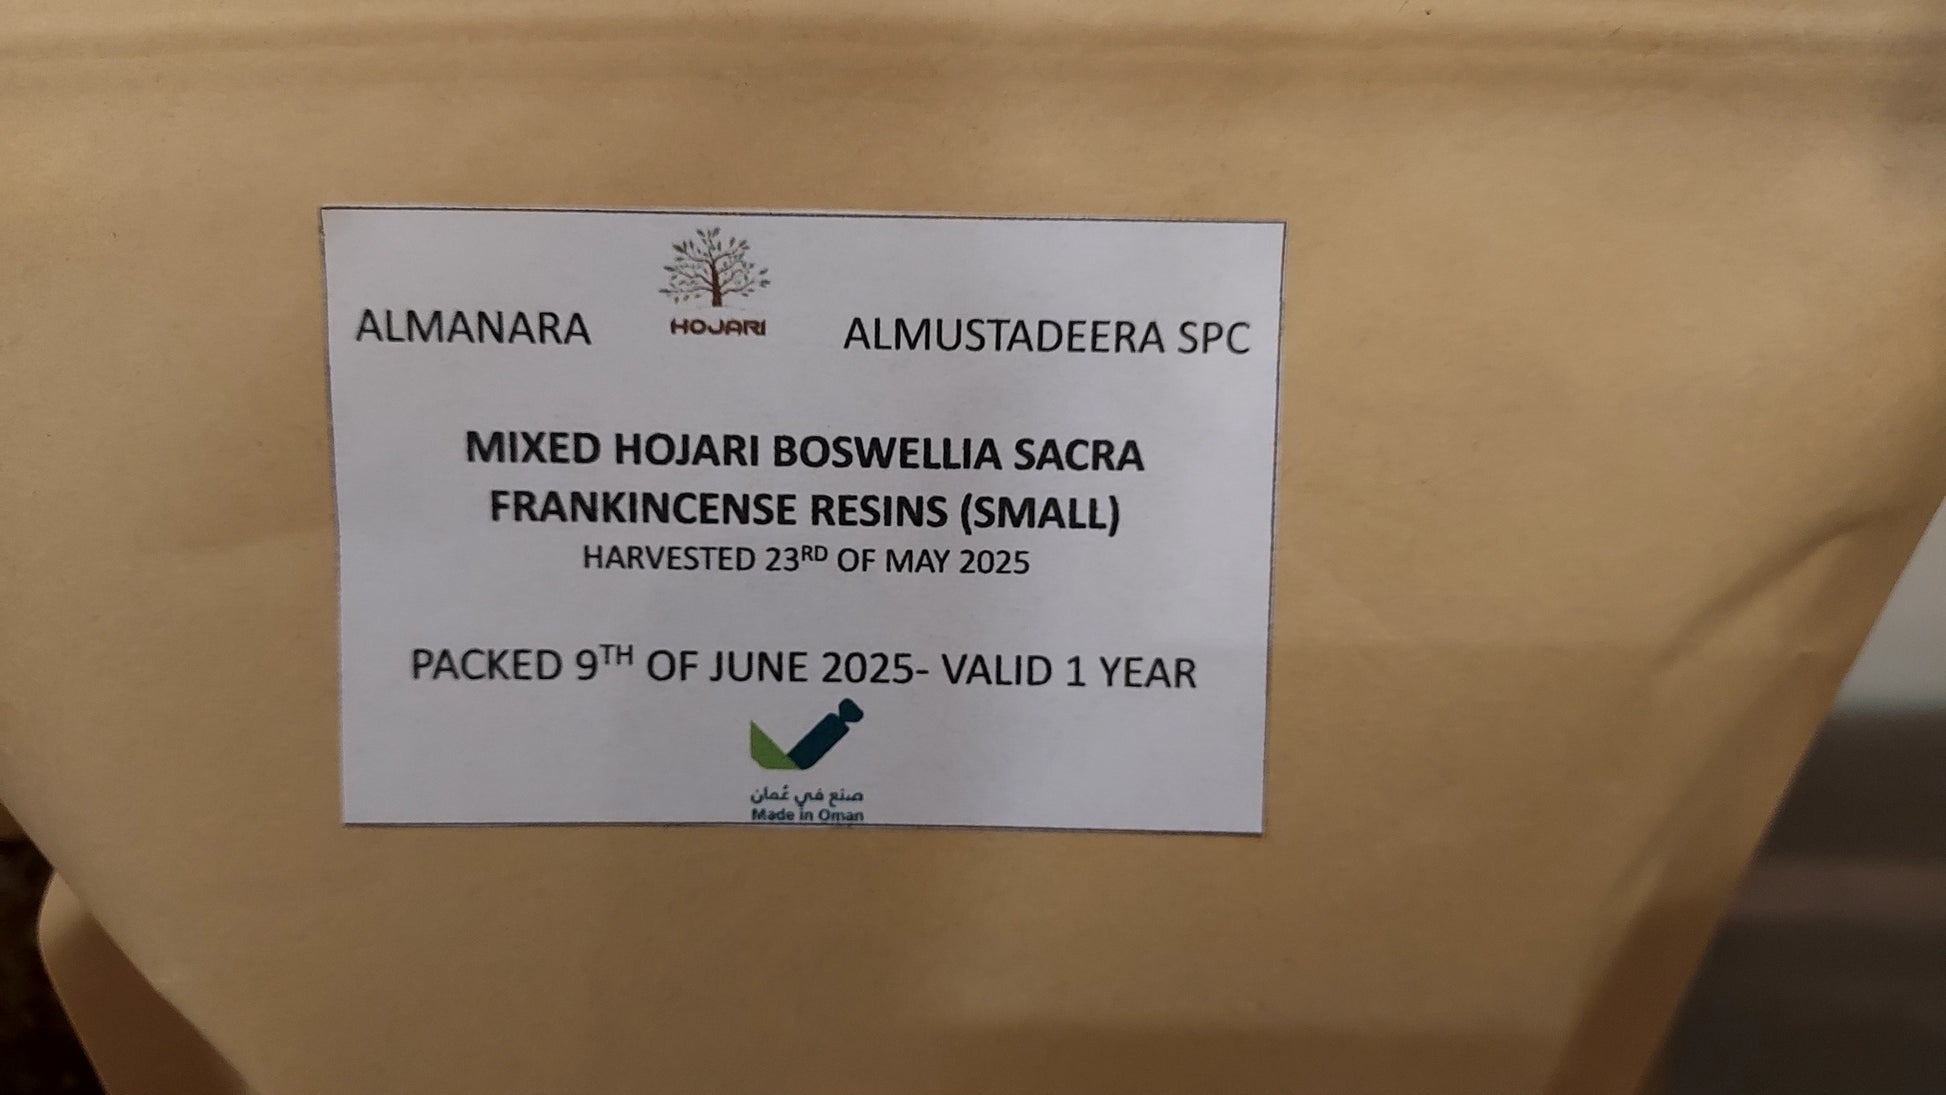 HOJARI
ALMANARA ALMUSTADEERA SPC
MIXED HOJARI BOSWELLIA SACRA
FRANKINCENSE RESINS (SMALL)
HARVESTED 23RD OF MAY 2025
PACKED 9TH OF JUNE 2025- VALID 1 YEAR
صنع في عُمان
Made in Oman